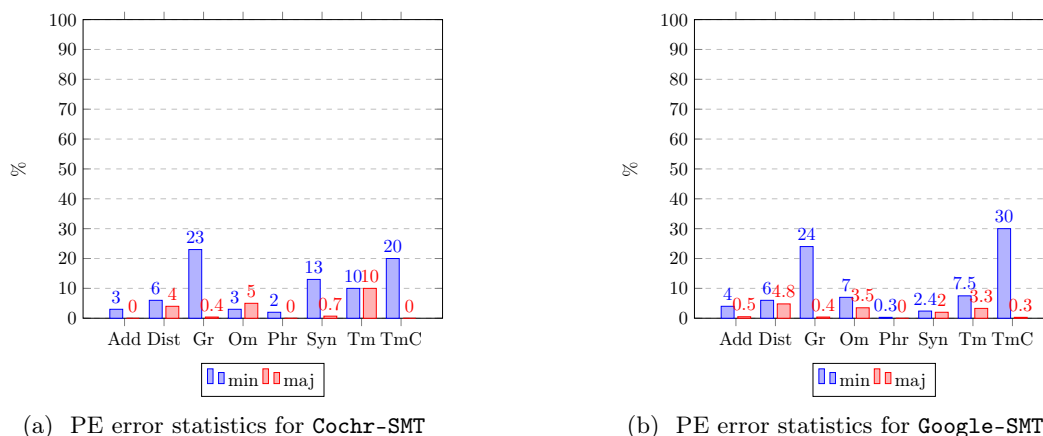 100
90
80
70
60
50
40
30
20
10
0
%
3 6 23 3 2 13 10 20
0 4 0.4 5 0 0.7 10 0
Add Dist Gr Om Phr Syn Tm TmC
min maj
(a) PE error statistics for Cochr-SMT
100
90
80
70
60
50
40
30
20
10
0
%
4 6 24 7 0.3 2.4 7.5 30
0.5 4.8 0.4 3.5 0 2 3.3 0.3
Add Dist Gr Om Phr Syn Tm TmC
min maj
(b) PE error statistics for Google-SMT